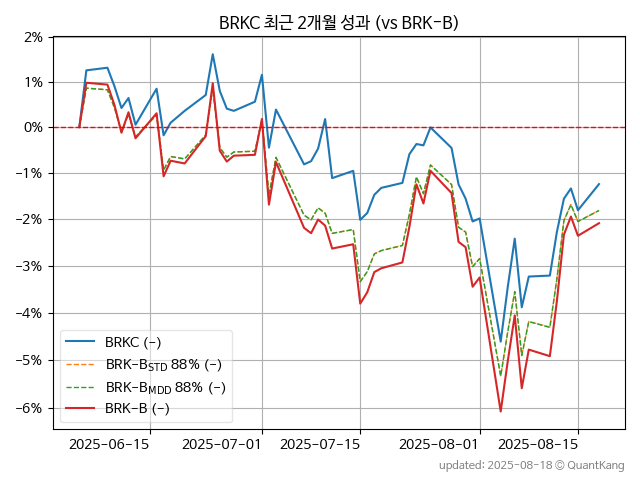 BRKC 최근 2개월 성과 (vs BRK-B)
2%
1%
0%
−1%
−2%
−3%
−4%
−5%
−6%
BRKC (-)
BRK-BSTD 88% (-)
BRK-BMDD 88% (-)
BRK-B (-)
2025-06-15 2025-07-01 2025-07-15 2025-08-01 2025-08-15
updated: 2025-08-18 © QuantKang